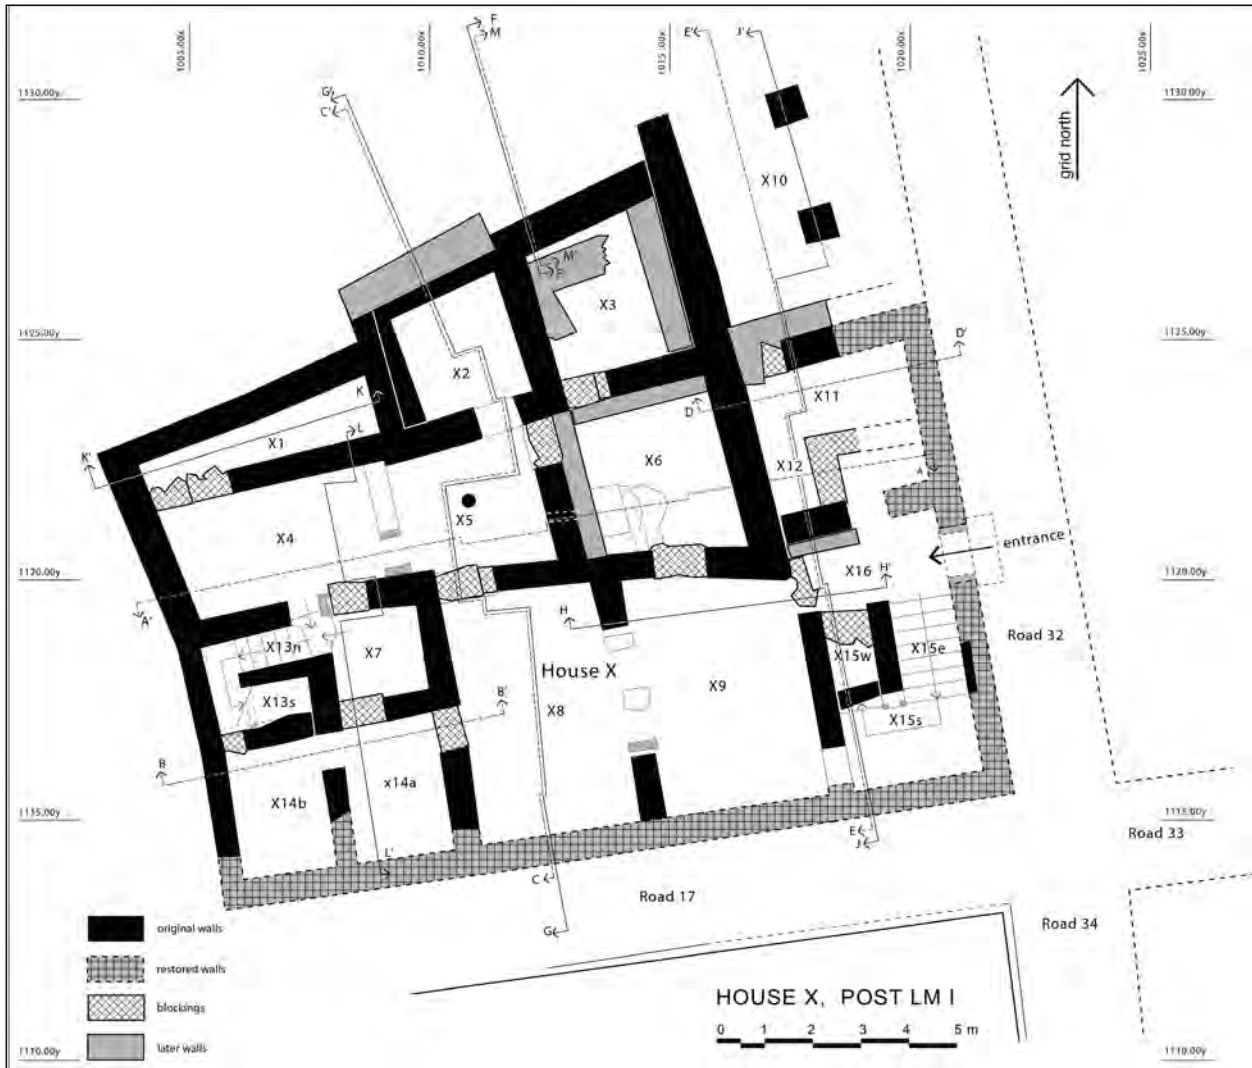 1005.00x
1010.00x
1015.00x
1020.00x
1025.00x
F
M
E'
J'
G'
C'
1130.00y
1130.00y
grid north
X10
M'
F
X3
1125.00y
1125.00y
D'
X2
K
D
X11
X1
L
K'
X6
X12
A
X4
X5
entrance
1120.00y
1120.00y
X16
H'
A'
H
Road 32
X13n
X7
X15w
X15e
House X
X9
X13s
B'
X8
X15s
B
X14b
x14a
1135.00y
1115.00y
E
J
Road 33
L'
C
Road 17
G
Road 34
original walls
restored walls
blockings
later walls
HOUSE X, POST LM I
0 1 2 3 4 5 m
1110.00y
1110.00y